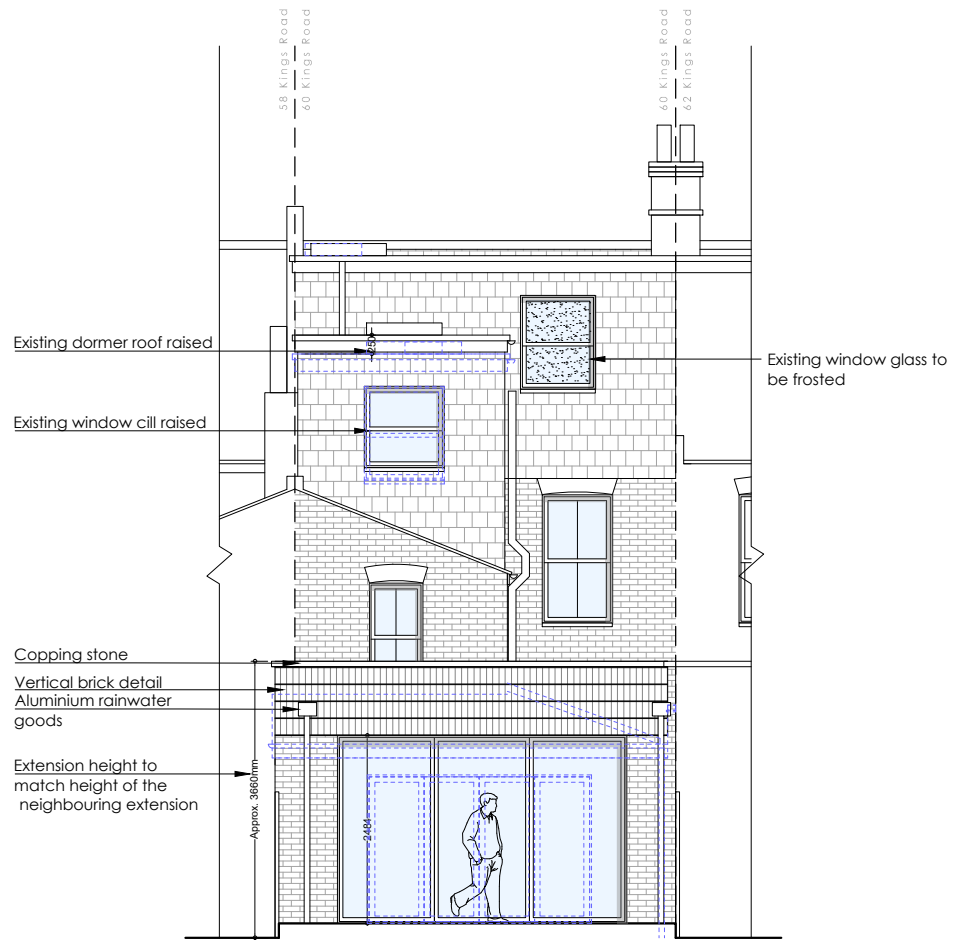 58 Kings Road
60 Kings Road
60 Kings Road
62 Kings Road
Existing dormer roof raised
250
Existing window glass to
be frosted
Existing window cill raised
Copping stone
Vertical brick detail
Aluminium rainwater
goods
Extension height to
match height of the
neighbouring extension
Approx. 3660mm
2484